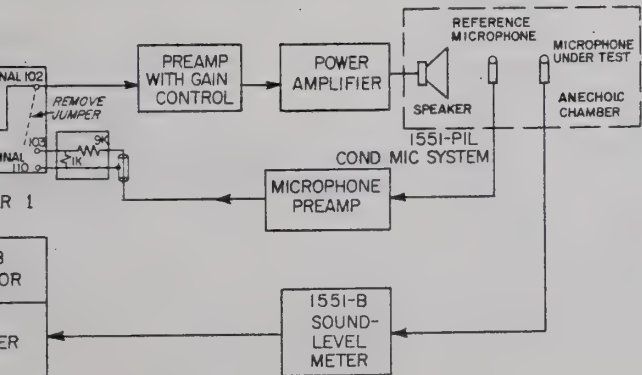 NAL 102
REMOVE
JUMPER
103
1K
9K
NAL
110
R 1
PREAMP
WITH GAIN
CONTROL
POWER
AMPLIFIER
SPEAKER
REFERENCE
MICROPHONE
MICROPHONE
UNDER TEST
ANECHOIC
CHAMBER
1551-PIL
COND MIC SYSTEM
MICROPHONE
PREAMP
B
OR
ER
1551-B
SOUND-
LEVEL
METER